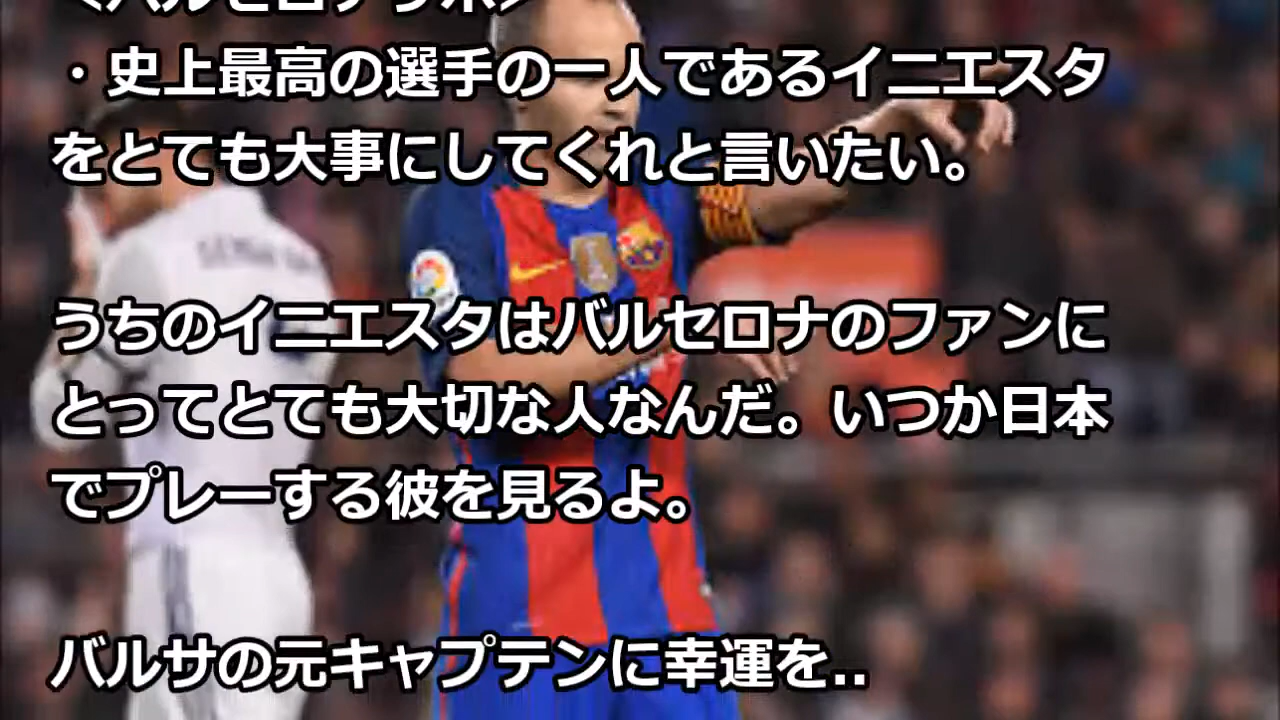 ・史上最高の選手の一人であるイニエスタ
をとても大事にしてくれと言いたい。
うちのイニエスタはバルセロナのファンに
とってとても大切な人なんだ。いつか日本
でプレーする彼を見るよ。
バルサの元キャプテンに幸運を..